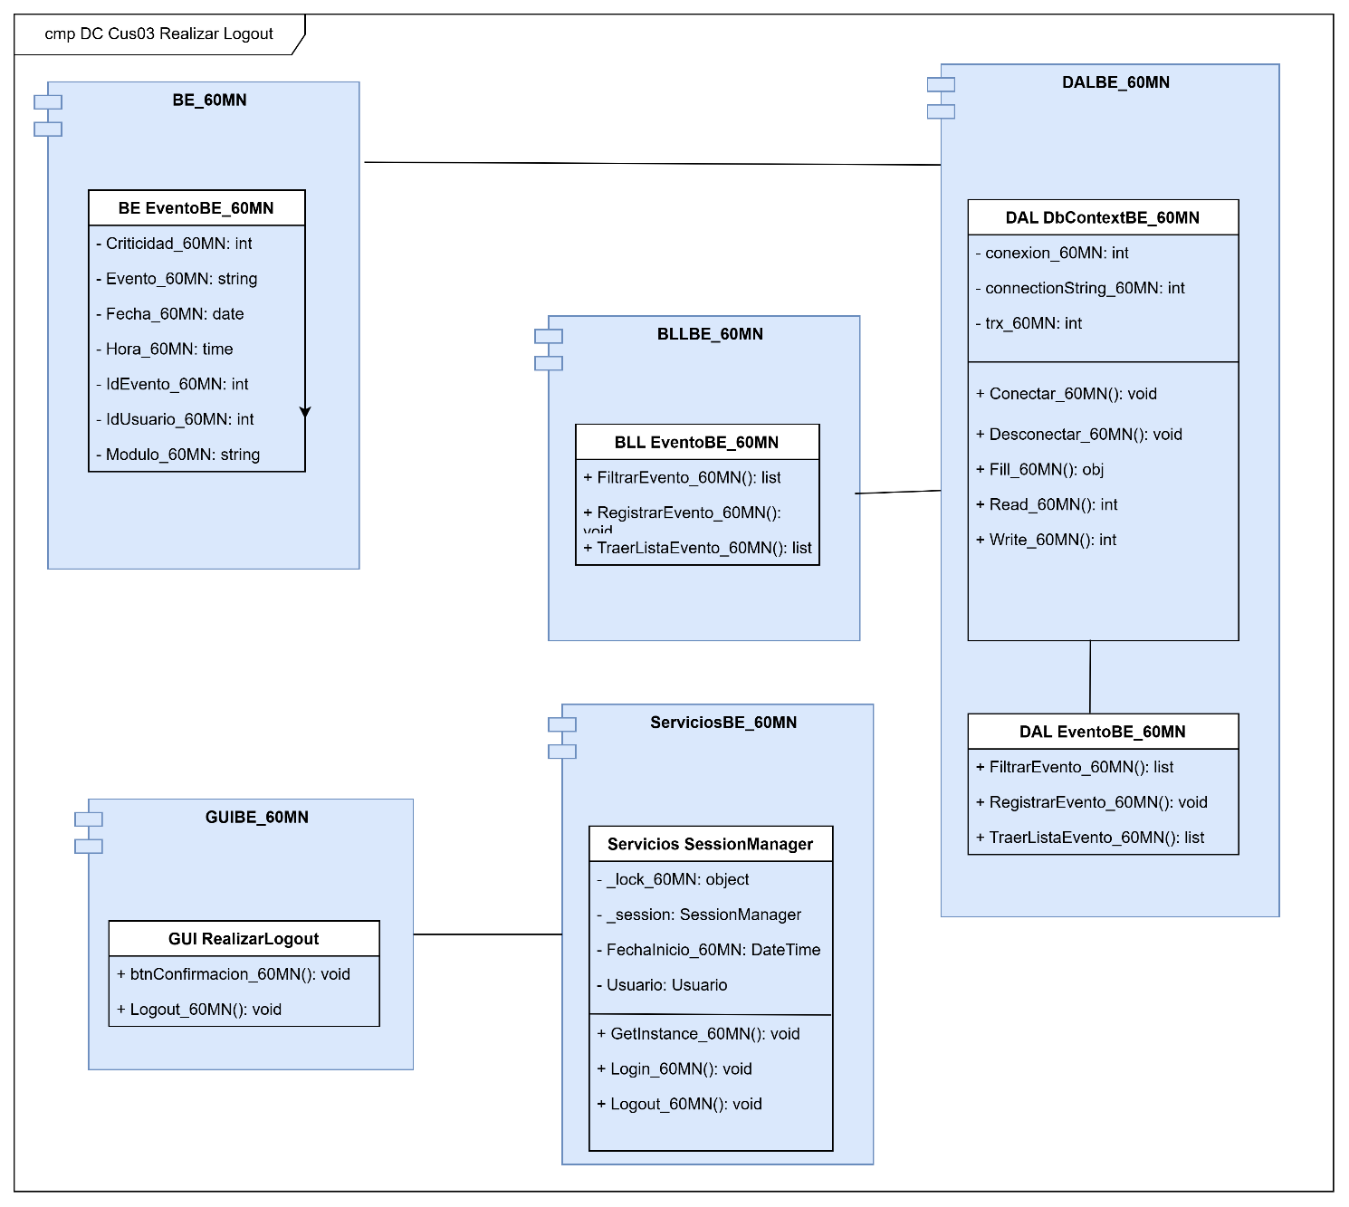 cmp DC Cus03 Realizar Logout
BE_60MN
BE EventoBE_60MN
- Criticidad_60MN: int
- Evento_60MN: string
- Fecha_60MN: date
- Hora_60MN: time
- IdEvento_60MN: int
- IdUsuario_60MN: int
- Modulo_60MN: string
DALBE_60MN
DAL DbContextBE_60MN
- conexion_60MN: int
- connectionString_60MN: int
- trx_60MN: int
+ Conectar_60MN(): void
+ Desconectar_60MN(): void
+ Fill_60MN(): obj
+ Read_60MN(): int
+ Write_60MN(): int
DAL EventoBE_60MN
+ FiltrarEvento_60MN(): list
+ RegistrarEvento_60MN(): void
+ TraerListaEvento_60MN(): list
BLLBE_60MN
BLL EventoBE_60MN
+ FiltrarEvento_60MN(): list
+ RegistrarEvento_60MN():
void
+ TraerListaEvento_60MN(): list
ServiciosBE_60MN
Servicios SessionManager
- _lock_60MN: object
- _session: SessionManager
- FechaInicio_60MN: DateTime
- Usuario: Usuario
+ GetInstance_60MN(): void
+ Login_60MN(): void
+ Logout_60MN(): void
GUIBE_60MN
GUI RealizarLogout
+ btnConfirmacion_60MN(): void
+ Logout_60MN(): void